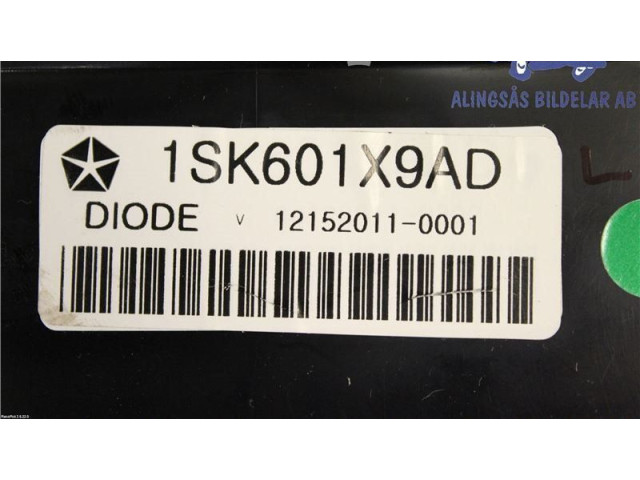 ALINGSÅS BILDELAR AB
1SK601X9AD
DIODE v 12152011-0001
L